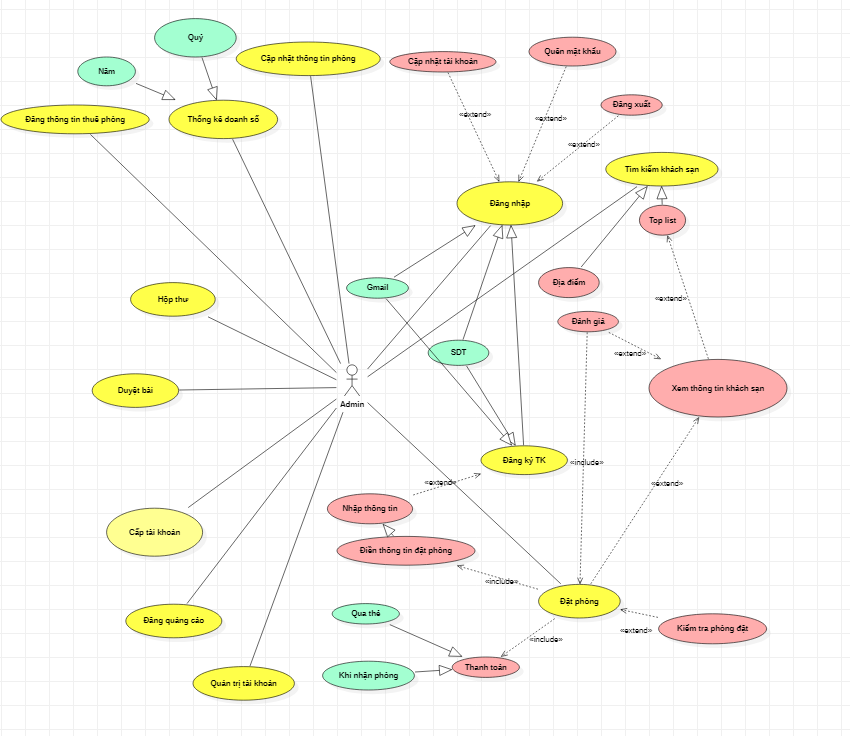 Quý
Cập nhật thông tin phòng
Cập nhật tài khoản
Quên mật khẩu
Năm
Đăng xuất
Đăng thông tin thuê phòng
Thống kê doanh số
«extend»
«extend»
«extend»
Tìm kiếm khách sạn
Đăng nhập
Top list
Gmail
Địa điểm
Hộp thư
«extend»
Đánh giá
SDT
«extend»
Duyệt bài
Admin
Xem thông tin khách sạn
Đăng ký TK
«include»
«extend»
«extend»
Nhập thông tin
Cấp tài khoản
Điền thông tin đặt phòng
«include»
Đặt phòng
Đăng quảng cáo
Qua thẻ
«include»
«extend»
Kiểm tra phòng đặt
Quản trị tài khoản
Khi nhận phòng
Thanh toán